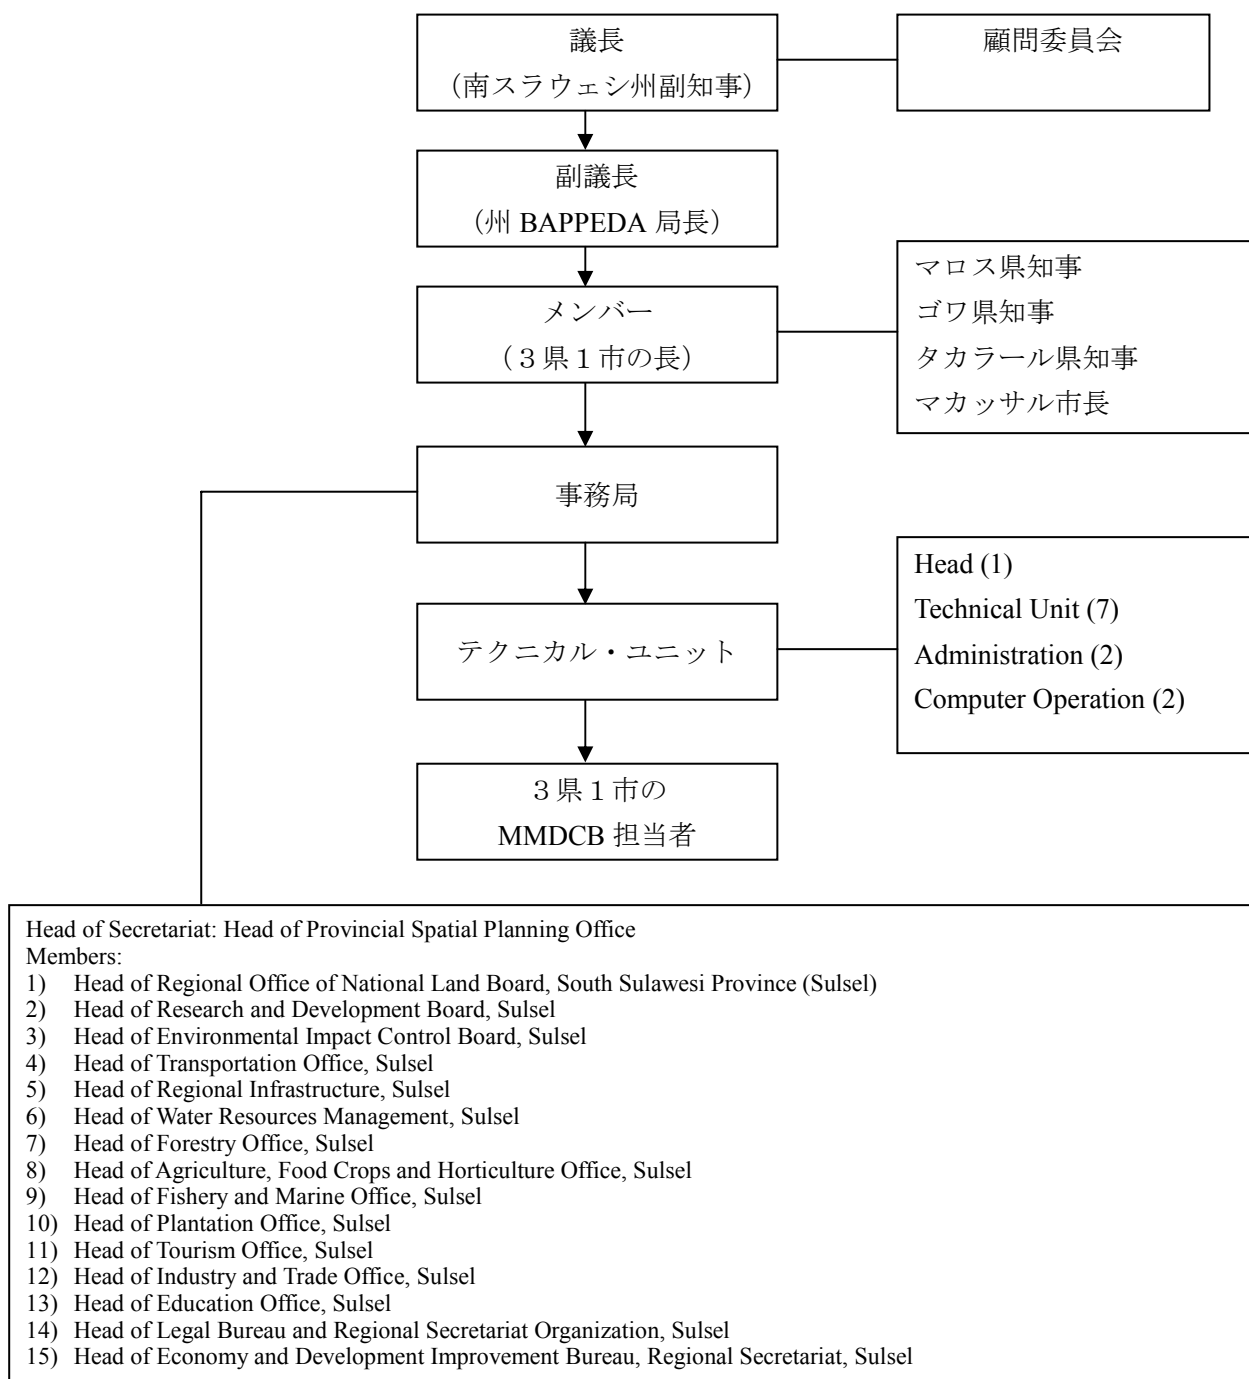 議長
（南スラウェシ州副知事）
顧問委員会
副議長
（州 BAPPEDA 局長）
メンバー
（３県１市の長）
マロス県知事
ゴワ県知事
タカラール県知事
マカッサル市長
事務局
テクニカル・ユニット
Head (1)
Technical Unit (7)
Administration (2)
Computer Operation (2)
３県１市の
MMDCB 担当者
Head of Secretariat: Head of Provincial Spatial Planning Office
Members:
1) Head of Regional Office of National Land Board, South Sulawesi Province (Sulsel)
2) Head of Research and Development Board, Sulsel
3) Head of Environmental Impact Control Board, Sulsel
4) Head of Transportation Office, Sulsel
5) Head of Regional Infrastructure, Sulsel
6) Head of Water Resources Management, Sulsel
7) Head of Forestry Office, Sulsel
8) Head of Agriculture, Food Crops and Horticulture Office, Sulsel
9) Head of Fishery and Marine Office, Sulsel
10) Head of Plantation Office, Sulsel
11) Head of Tourism Office, Sulsel
12) Head of Industry and Trade Office, Sulsel
13) Head of Education Office, Sulsel
14) Head of Legal Bureau and Regional Secretariat Organization, Sulsel
15) Head of Economy and Development Improvement Bureau, Regional Secretariat, Sulsel